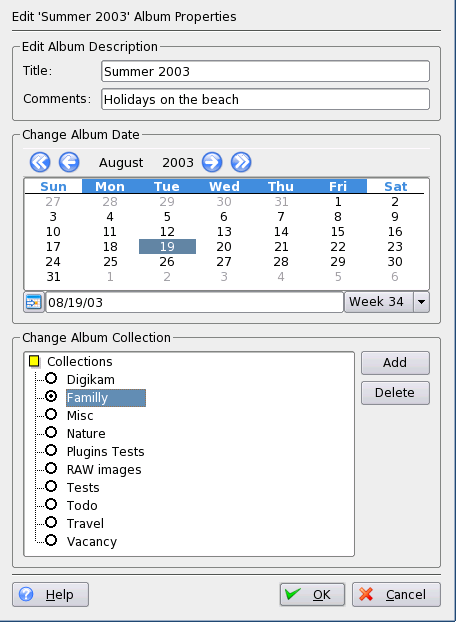 Edit 'Summer 2003' Album Properties
Edit Album Description
Title: Summer 2003
Comments: Holidays on the beach
Change Album Date
August 2003
Sun Mon Tue Wed Thu Fri Sat
27 28 29 30 31 1 2
3 4 5 6 7 8 9
10 11 12 13 14 15 16
17 18 19 20 21 22 23
24 25 26 27 28 29 30
31 1 2 3 4 5 6
08/19/03 Week 34
Change Album Collection
Collections Add
Digikam
Familly Delete
Misc
Nature
Plugins Tests
RAW images
Tests
Todo
Travel
Vacancy
Help OK Cancel